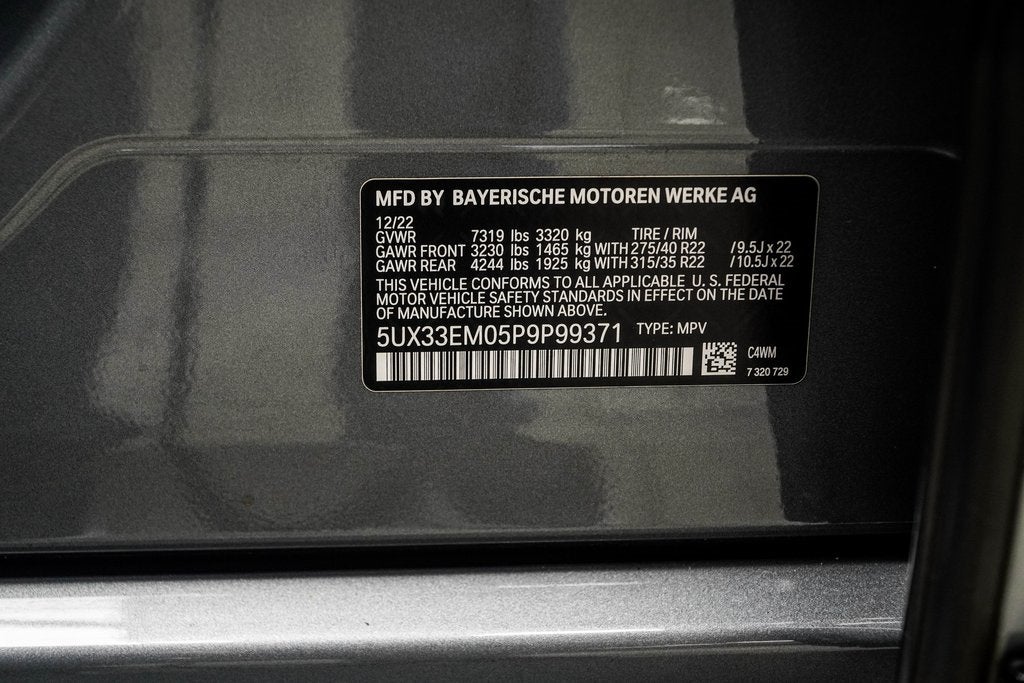 MFD BY BAYERISCHE MOTOREN WERKE AG
12/22
GVWR 7319 lbs 3320 kg TIRE / RIM
GAWR FRONT 3230 lbs 1465 kg WITH 275/40 R22 /9.5J x 22
GAWR REAR 4244 lbs 1925 kg WITH 315/35 R22 /10.5J x 22
THIS VEHICLE CONFORMS TO ALL APPLICABLE U. S. FEDERAL
MOTOR VEHICLE SAFETY STANDARDS IN EFFECT ON THE DATE
OF MANUFACTURE SHOWN ABOVE.
5UX33EM05P9P99371 TYPE: MPV
C4WM
7 320 729